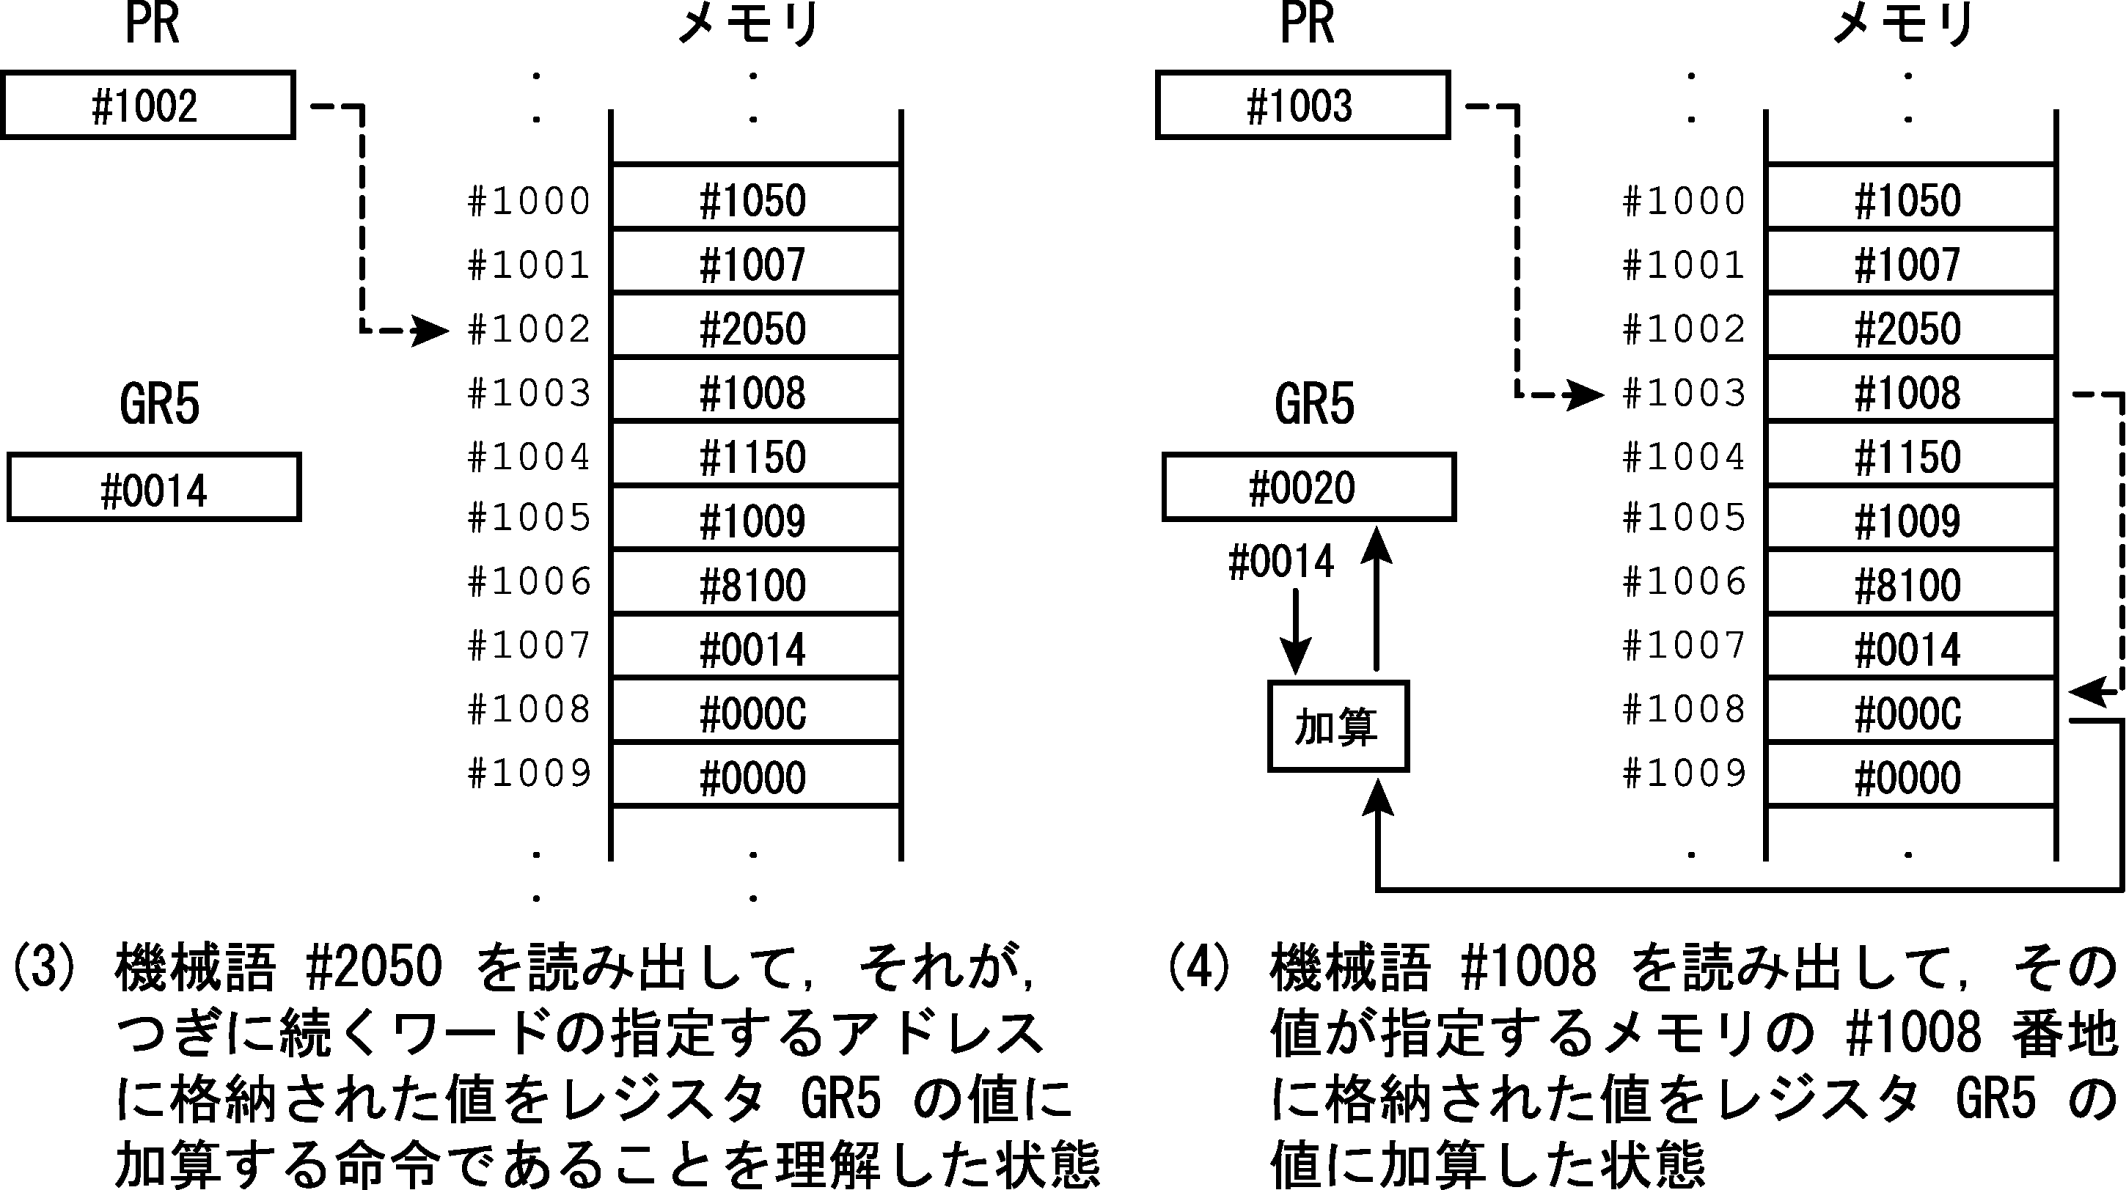 PR メモリ
#1002
#1000 #1050
#1001 #1007
#1002 #2050
#1003 #1008
#1004 #1150
#1005 #1009
#1006 #8100
#1007 #0014
#1008 #000C
#1009 #0000
GR5
#0014
(3) 機械語 #2050 を読み出して, それが,
つぎに続くワードの指定するアドレス
に格納された値をレジスタ GR5 の値に
加算する命令であることを理解した状態
PR メモリ
#1003
#1000 #1050
#1001 #1007
#1002 #2050
#1003 #1008
#1004 #1150
#1005 #1009
#1006 #8100
#1007 #0014
#1008 #000C
#1009 #0000
GR5
#0020
#0014
加算
(4) 機械語 #1008 を読み出して, その
値が指定するメモリの #1008 番地
に格納された値をレジスタ GR5 の
値に加算した状態